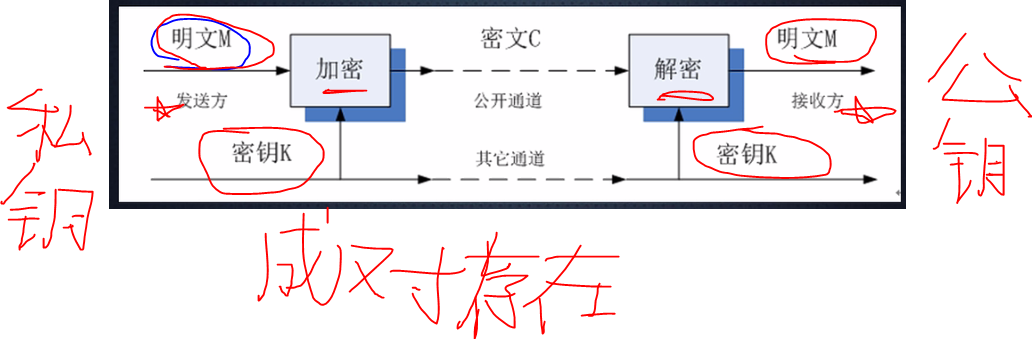 明文M 密文C 明文M
加密 解密
发送方 公开通道 接收方
密钥K 其它通道 密钥K
私钥
公钥
成对存在